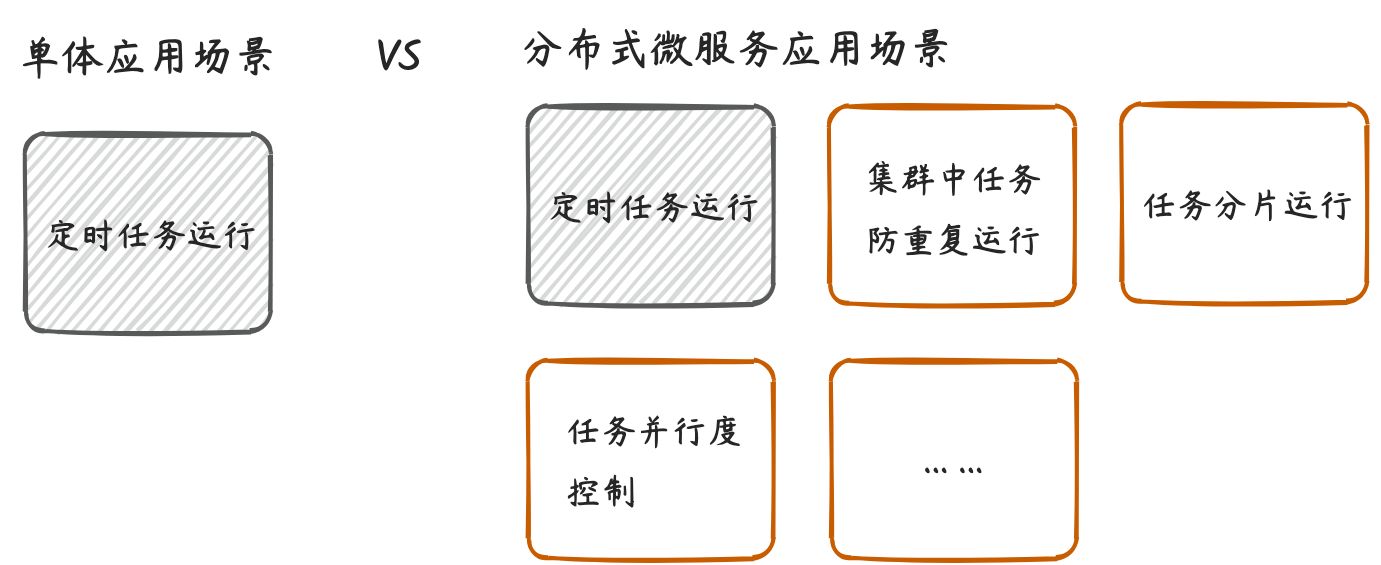 单体应用场景
VS
分布式微服务应用场景
定时任务运行
定时任务运行
集群中任务
防重复运行
任务分片运行
任务并行度
控制
... ...